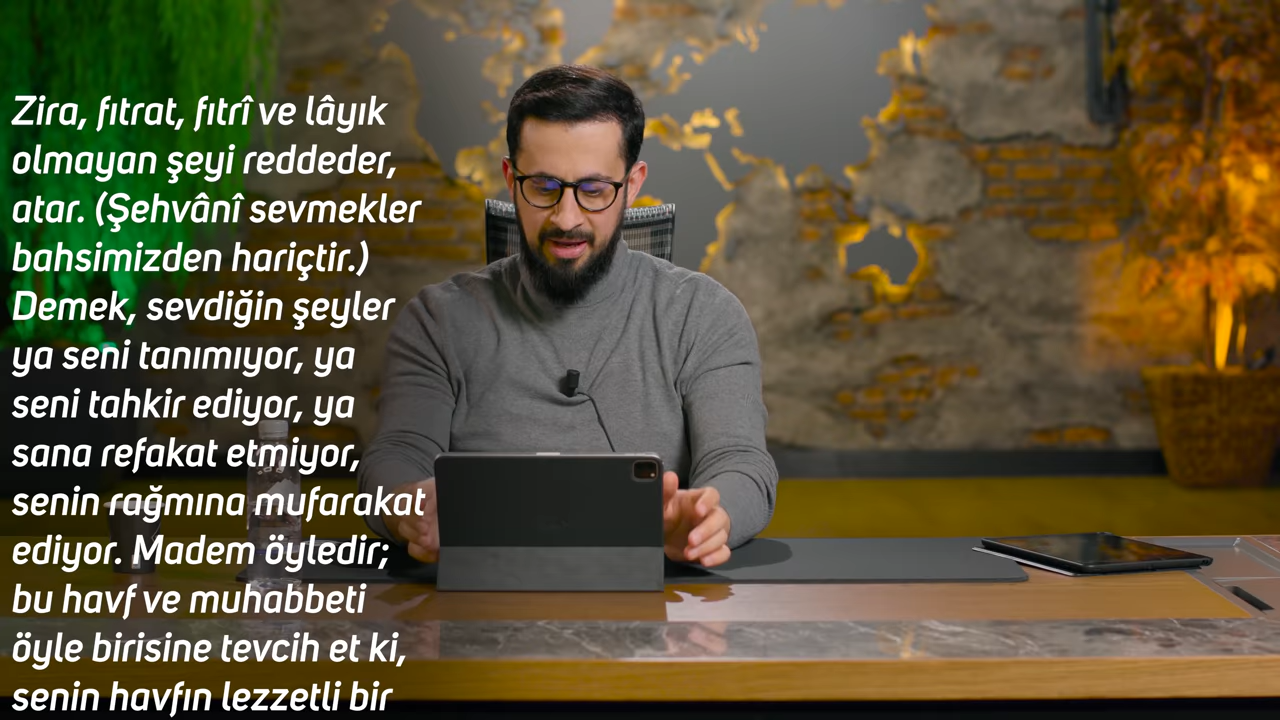 Zira, fıtrat, fıtrî ve lâyık
olmayan şeyi reddeder,
atar. (Şehvânî sevmekler
bahsimizden hariçtir.)
Demek, sevdiğin şeyler
ya seni tanımıyor, ya
seni tahkir ediyor, ya
sana refakat etmiyor,
senin rağmına mufarakat
ediyor. Madem öyledir;
bu havf ve muhabbeti
öyle birisine tevcih et ki,
senin havfın lezzetli bir